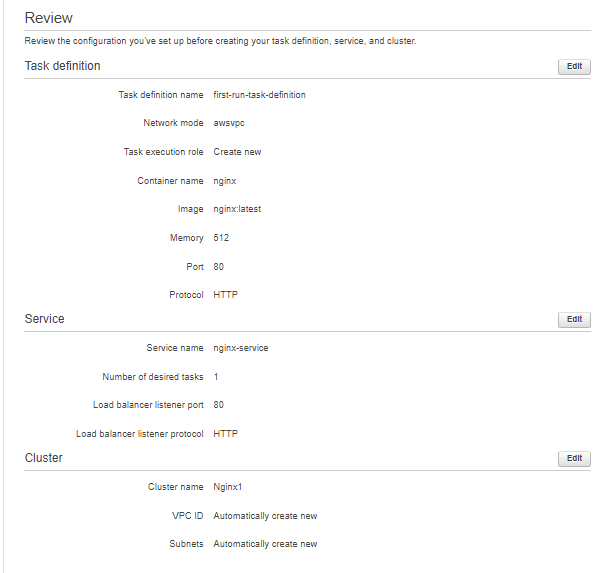 Review
Review the configuration you've set up before creating your task definition, service, and cluster.
Task definition Edit
Task definition name first-run-task-definition
Network mode awsvpc
Task execution role Create new
Container name nginx
Image nginx:latest
Memory 512
Port 80
Protocol HTTP
Service Edit
Service name nginx-service
Number of desired tasks 1
Load balancer listener port 80
Load balancer listener protocol HTTP
Cluster Edit
Cluster name Nginx1
VPC ID Automatically create new
Subnets Automatically create new